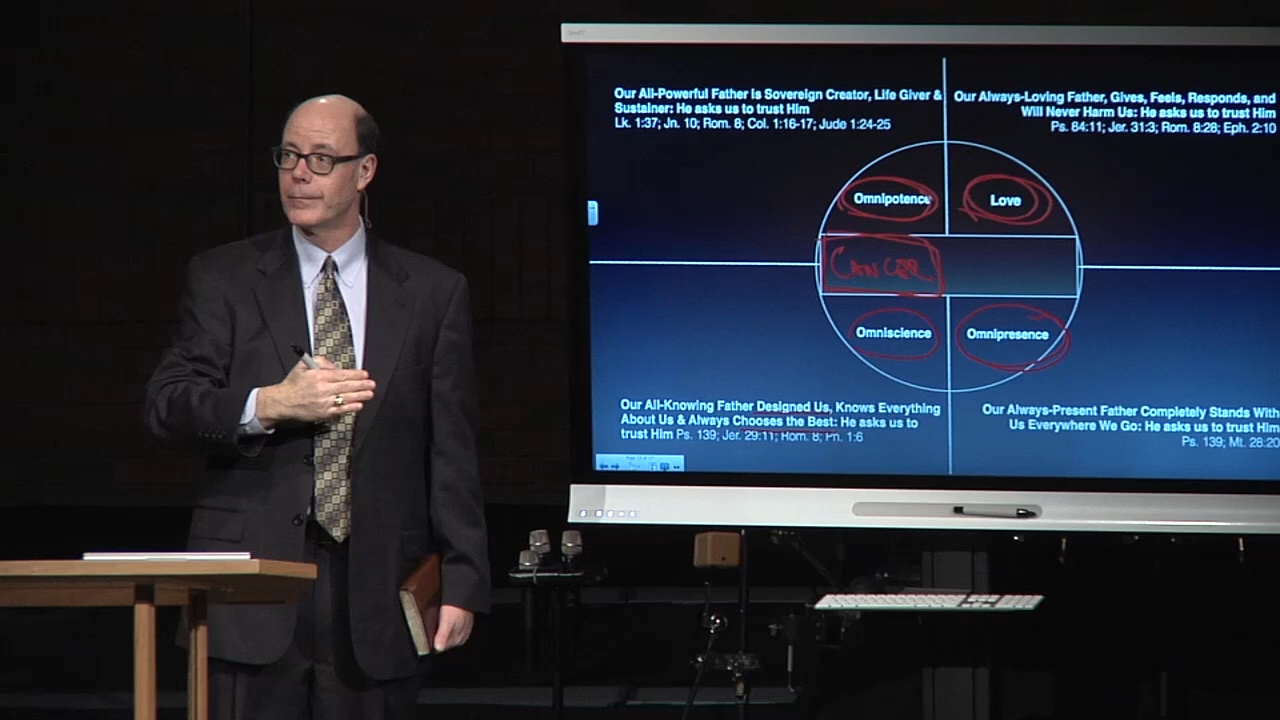 Our All-Powerful Father is Sovereign Creator, Life Giver &
Sustainer: He asks us to trust Him
Lk. 1:37; Jn. 10; Rom. 8; Col. 1:16-17; Jude 1:24-25
Our Always-Loving Father, Gives, Feels, Responds, and
Will Never Harm Us: He asks us to trust Him
Ps. 84:11; Jer. 31:3; Rom. 8:28; Eph. 2:10
Omnipotence
Love
CANCER
Omniscience
Omnipresence
Our All-Knowing Father Designed Us, Knows Everything
About Us & Always Chooses the Best: He asks us to
trust Him Ps. 139; Jer. 29:11; Rom. 8; Ph. 1:6
Our Always-Present Father Completely Stands With
Us Everywhere We Go: He asks us to trust Him
Ps. 139; Mt. 28:20